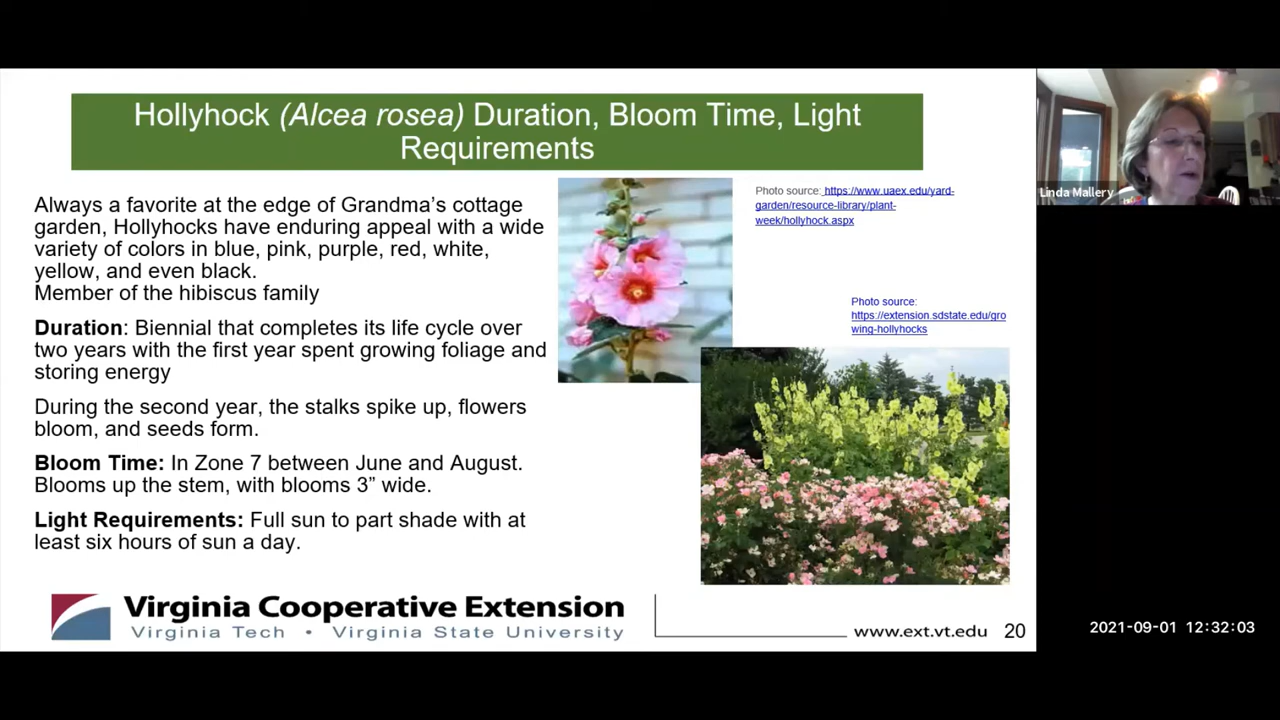 Hollyhock (Alcea rosea) Duration, Bloom Time, Light
Requirements
Always a favorite at the edge of Grandma’s cottage
garden, Hollyhocks have enduring appeal with a wide
variety of colors in blue, pink, purple, red, white,
yellow, and even black.
Member of the hibiscus family
Duration: Biennial that completes its life cycle over
two years with the first year spent growing foliage and
storing energy
During the second year, the stalks spike up, flowers
bloom, and seeds form.
Bloom Time: In Zone 7 between June and August.
Blooms up the stem, with blooms 3” wide.
Light Requirements: Full sun to part shade with at
least six hours of sun a day.
Photo source: https://www.uaex.edu/yard-
garden/resource-library/plant-
week/hollyhock.aspx
Photo source:
https://extension.sdstate.edu/gro
wing-hollyhocks
Linda Mallery
Virginia Cooperative Extension
Virginia Tech • Virginia State University
www.ext.vt.edu 20
2021-09-01 12:32:03